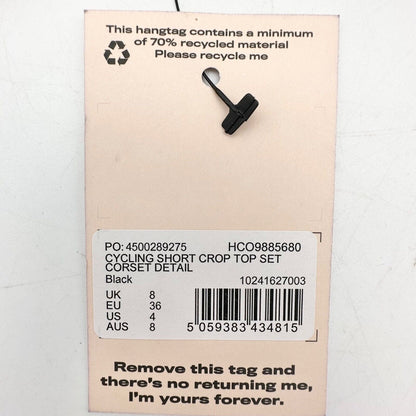 This hangtag contains a minimum
of 70% recycled material
Please recycle me
PO: 4500289275 HCO9885680
CYCLING SHORT CROP TOP SET
CORSET DETAIL
Black 10241627003
UK 8
EU 36
US 4
AUS 8
5 059383 434815
Remove this tag and
there's no returning me,
I'm yours forever.